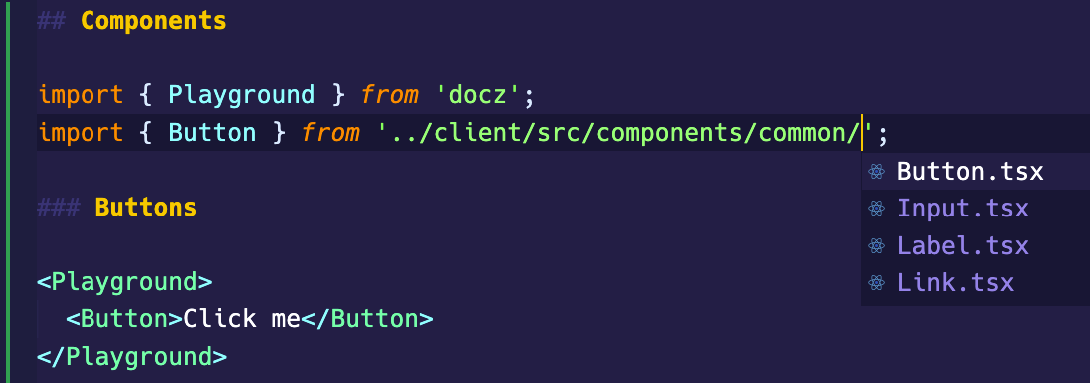 ## Components
import { Playground } from 'docz';
import { Button } from '../client/src/components/common/';
Button.tsx
### Buttons
Input.tsx
Label.tsx
<Playground>
Link.tsx
<Button>Click me</Button>
</Playground>